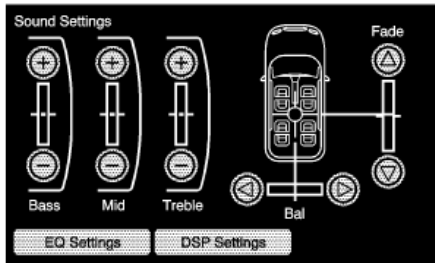 Sound Settings
Fade
Bass
Mid
Treble
Bal
EQ Settings
DSP Settings